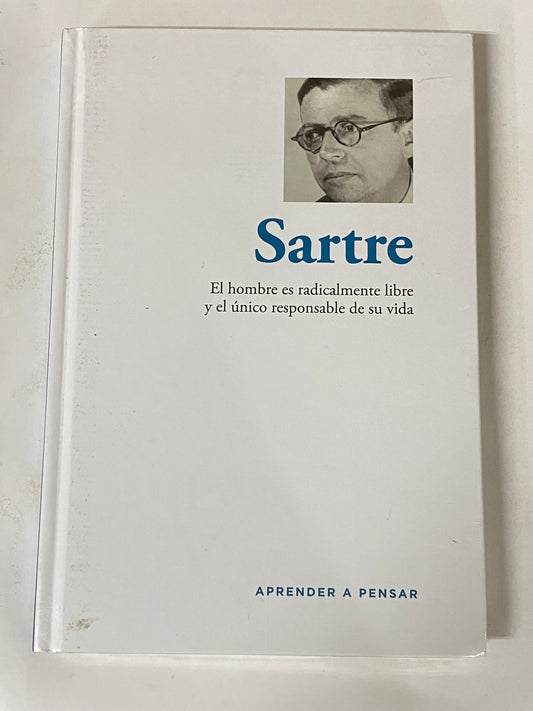 Sartre
El hombre es radicalmente libre
y el único responsable de su vida
APRENDER A PENSAR